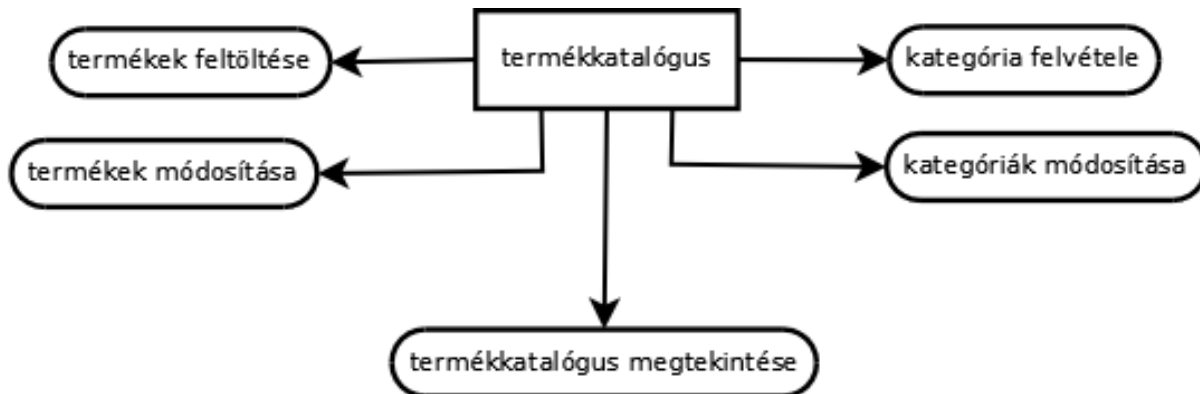 termékek feltöltése
termékkatalógus
kategória felvétele
termékek módosítása
kategóriák módosítása
termékkatalógus megtekintése